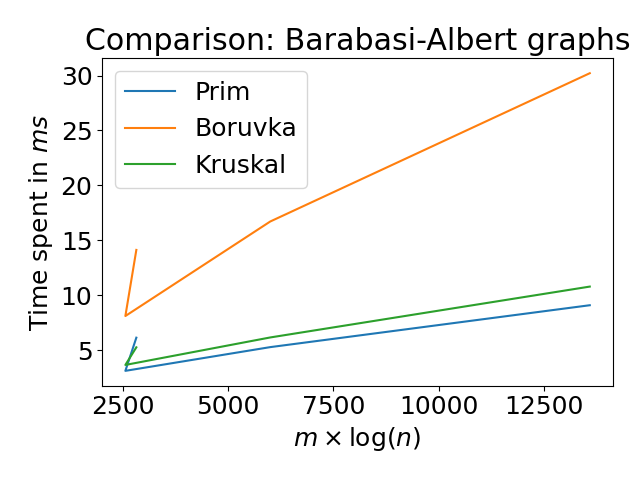 Comparison: Barabasi-Albert graphs
30
25
20
15
10
5
Time spent in ms
Prim
Boruvka
Kruskal
2500 5000 7500 10000 12500
m × log(n)